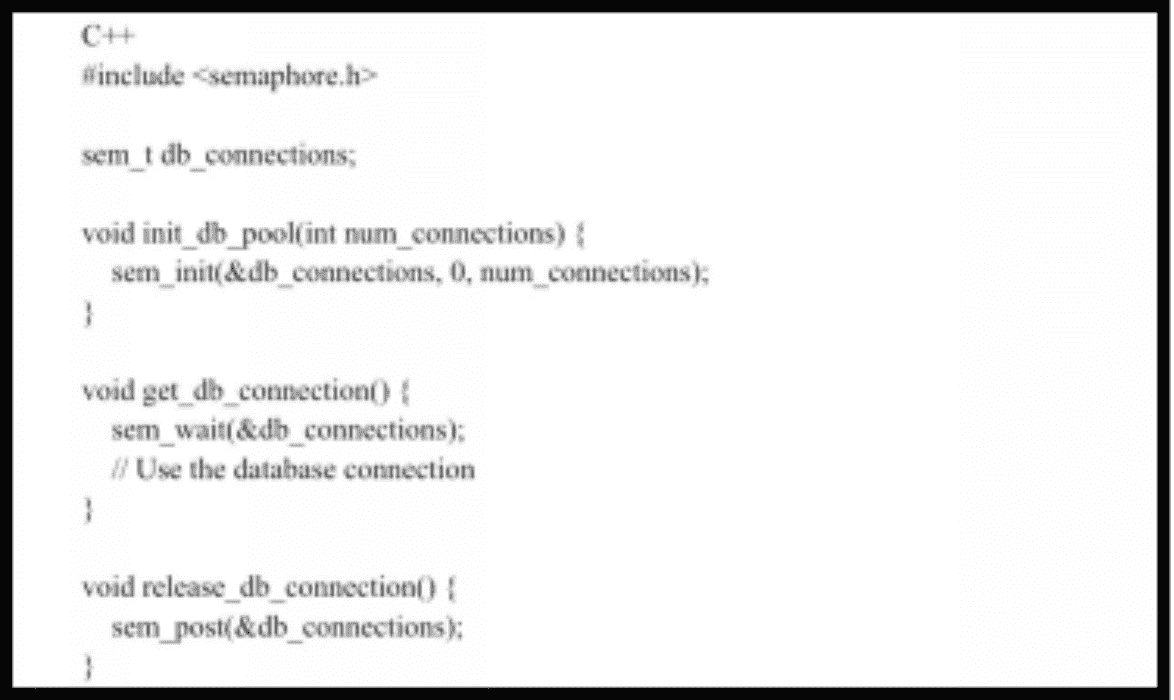 C++
#include <semaphore.h>
sem_t db_connections;
void init_db_pool(int num_connections) {
sem_init(&db_connections, 0, num_connections);
}
void get_db_connection() {
sem_wait(&db_connections);
// Use the database connection
}
void release_db_connection() {
sem_post(&db_connections);
}